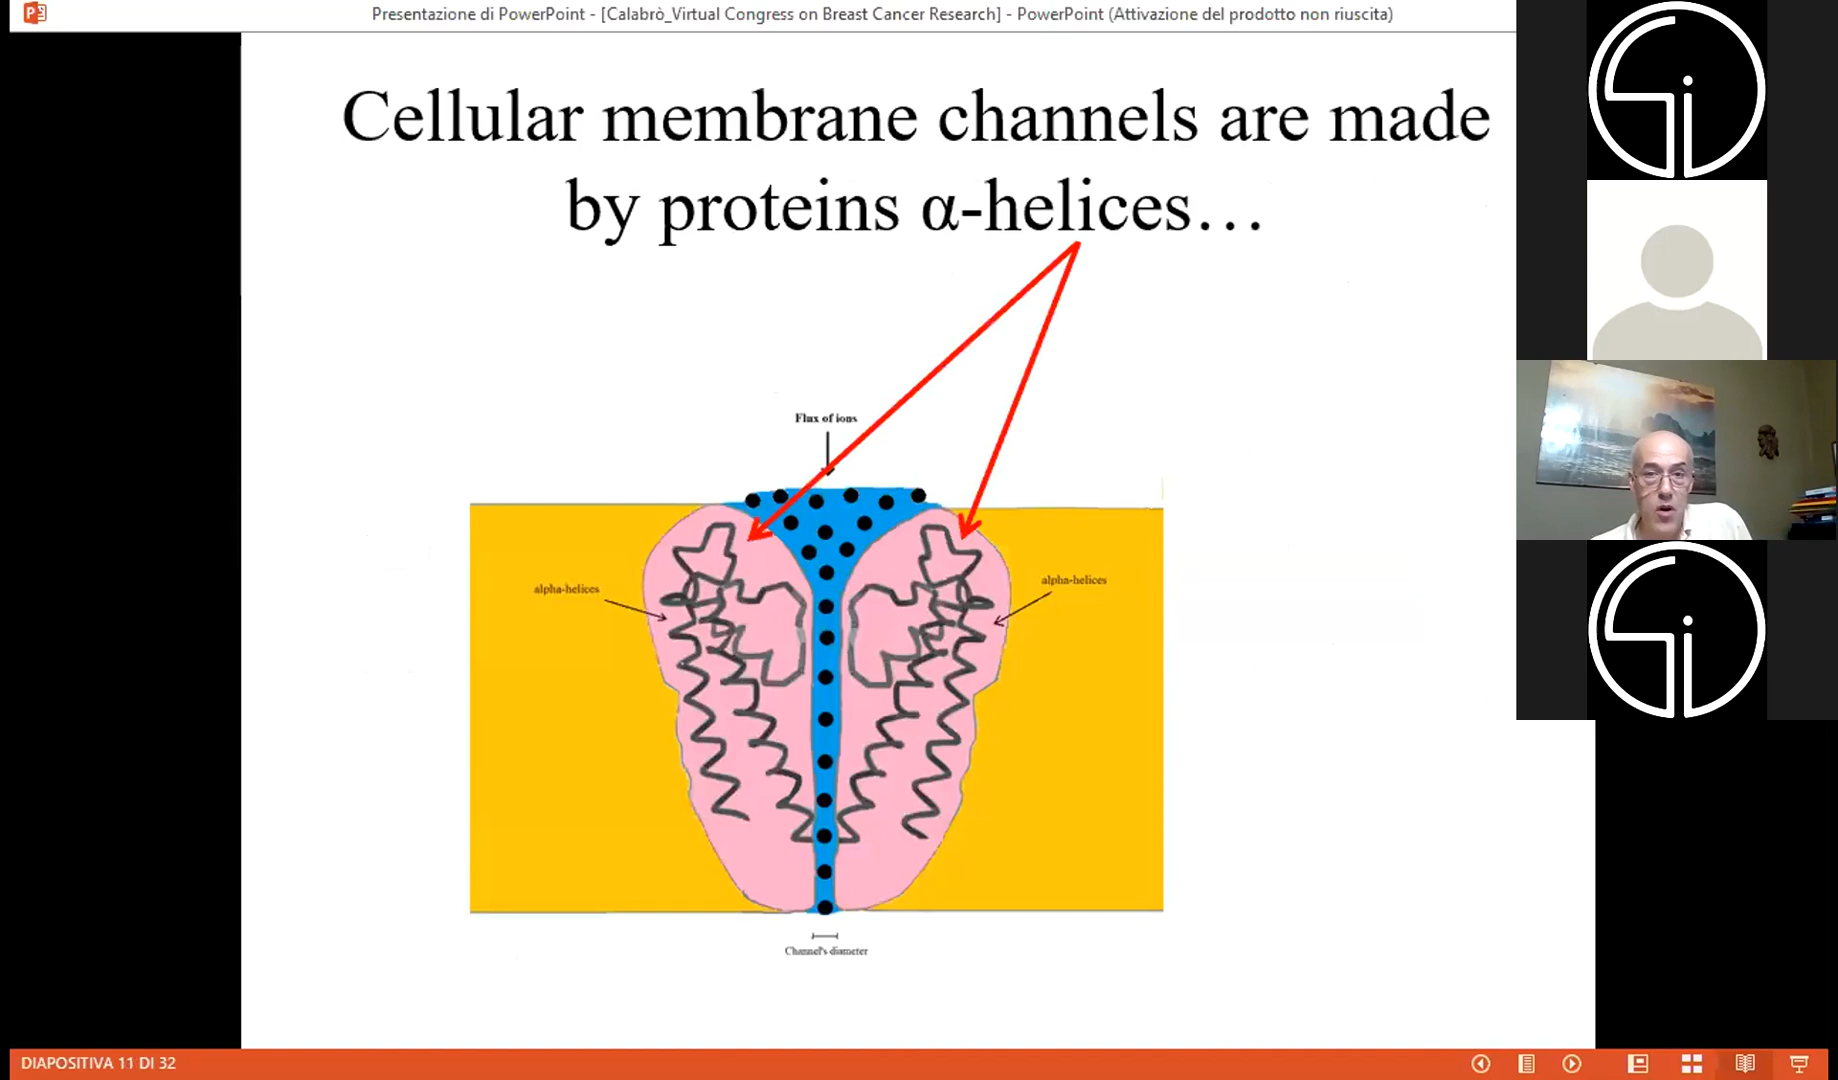 Presentazione di PowerPoint - [Calabrò_Virtual Congress on Breast Cancer Research] - PowerPoint (Attivazione del prodotto non riuscita)
Cellular membrane channels are made
by proteins α-helices…
Flux of ions
alpha-helices
alpha-helices
Channel's diameter
DIAPOSITIVA 11 DI 32